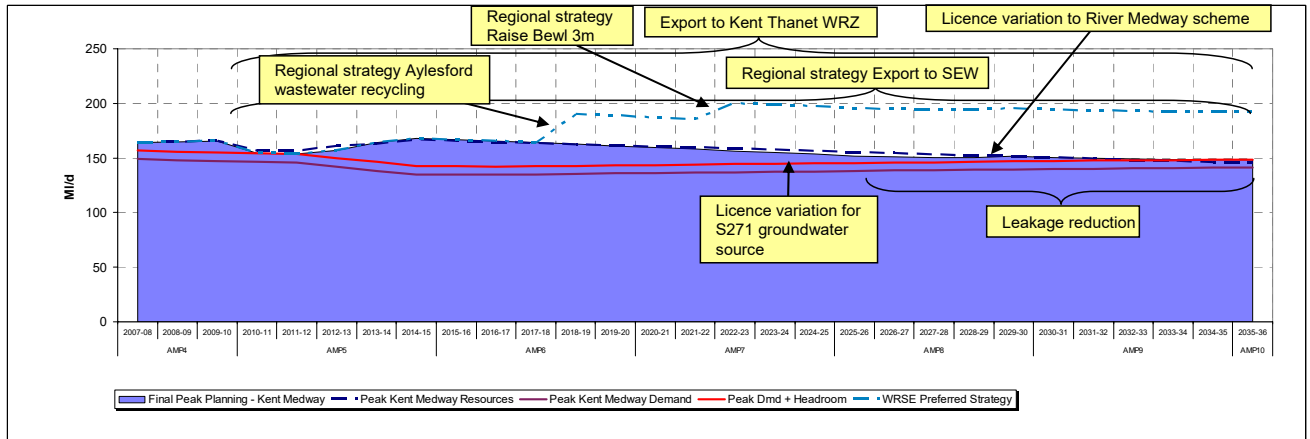 Regional strategy
Raise Bewl 3m
Export to Kent Thanet WRZ
Licence variation to River Medway scheme
Regional strategy Aylesford
wastewater recycling
Regional strategy Export to SEW
Licence variation for
S271 groundwater
source
Leakage reduction
Ml/d
250
200
150
100
50
0
2007-08 2008-09 2009-10 2010-11 2011-12 2012-13 2013-14 2014-15 2015-16 2016-17 2017-18 2018-19 2019-20 2020-21 2021-22 2022-23 2023-24 2024-25 2025-26 2026-27 2027-28 2028-29 2029-30 2030-31 2031-32 2032-33 2033-34 2034-35 2035-36
AMP4 AMP5 AMP6 AMP7 AMP8 AMP9 AMP10
Final Peak Planning - Kent Medway Peak Kent Medway Resources Peak Kent Medway Demand Peak Dmd + Headroom WRSE Preferred Strategy